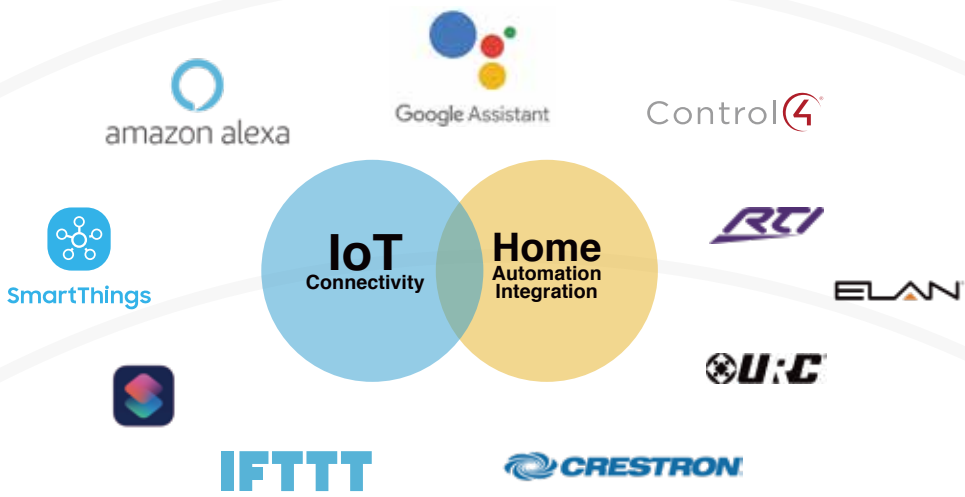 Google Assistant
amazon alexa
Control4
IoT
Connectivity
Home
Automation
Integration
RTI
SmartThings
ELAN
URC
IFTTT
CRESTRON